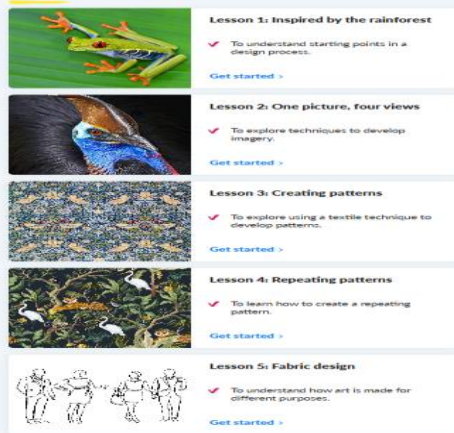 Lesson 1: Inspired by the rainforest
✓ To understand starting points in a
design process.
Get started >
Lesson 2: One picture, four views
✓ To explore techniques to develop
imagery.
Get started >
Lesson 3: Creating patterns
✓ To explore using a textile technique to
develop patterns.
Get started >
Lesson 4: Repeating patterns
✓ To learn how to create a repeating
pattern.
Get started >
Lesson 5: Fabric design
✓ To understand how art is made for
different purposes.
Get started >